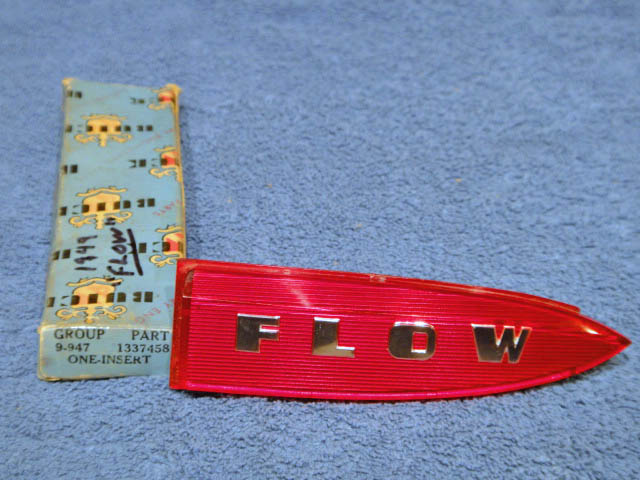 1949
"FLOW"
GROUP PART
9-947 1337458
ONE-INSERT
FLOW